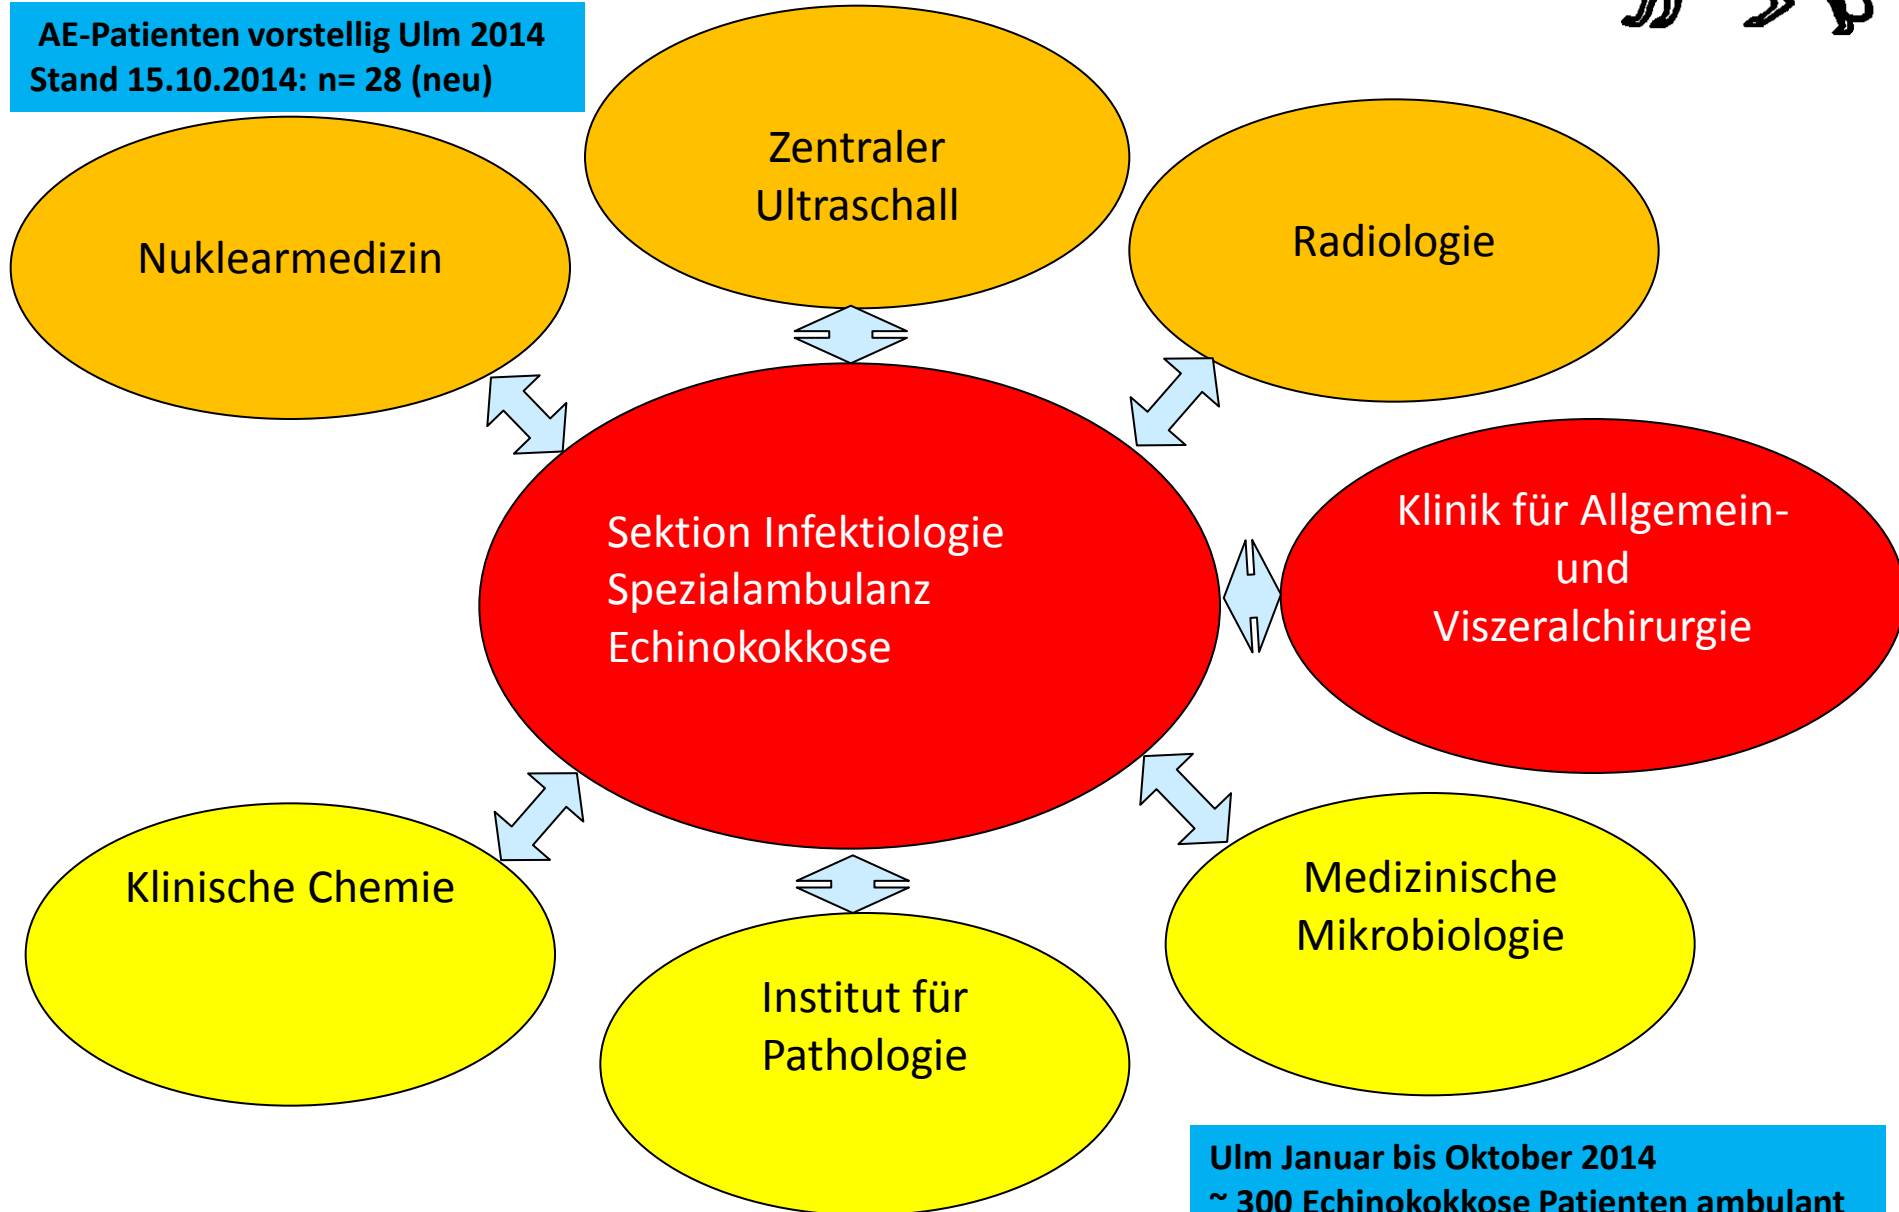 AE-Patienten vorstellig Ulm 2014
Stand 15.10.2014: n= 28 (neu)
Zentraler
Ultraschall
Nuklearmedizin
Radiologie
Klinik für Allgemein-
und
Viszeralchirurgie
Sektion Infektiologie
Spezialambulanz
Echinokokkose
Klinische Chemie
Medizinische
Mikrobiologie
Institut für
Pathologie
Ulm Januar bis Oktober 2014
~ 300 Echinokokkose Patienten ambulant